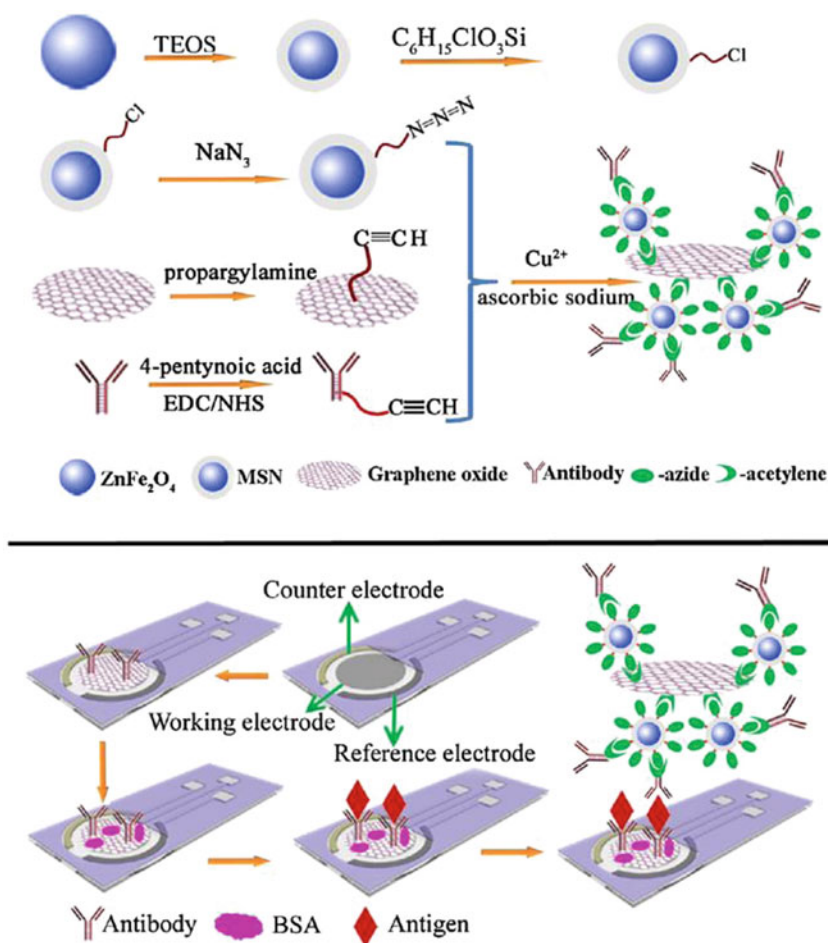 TEOS
C₆H₁₅ClO₃Si
Cl
Cl
NaN₃
N=N=N
propargylamine
C≡CH
Cu²⁺
ascorbic sodium
4-pentynoic acid
EDC/NHS
C≡CH
ZnFe₂O₄ MSN Graphene oxide Antibody -azide -acetylene
Counter electrode
Working electrode
Reference electrode
Antibody BSA Antigen